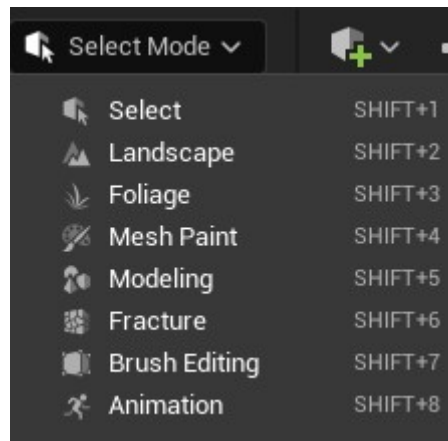 Select Mode
Select SHIFT+1
Landscape SHIFT+2
Foliage SHIFT+3
Mesh Paint SHIFT+4
Modeling SHIFT+5
Fracture SHIFT+6
Brush Editing SHIFT+7
Animation SHIFT+8